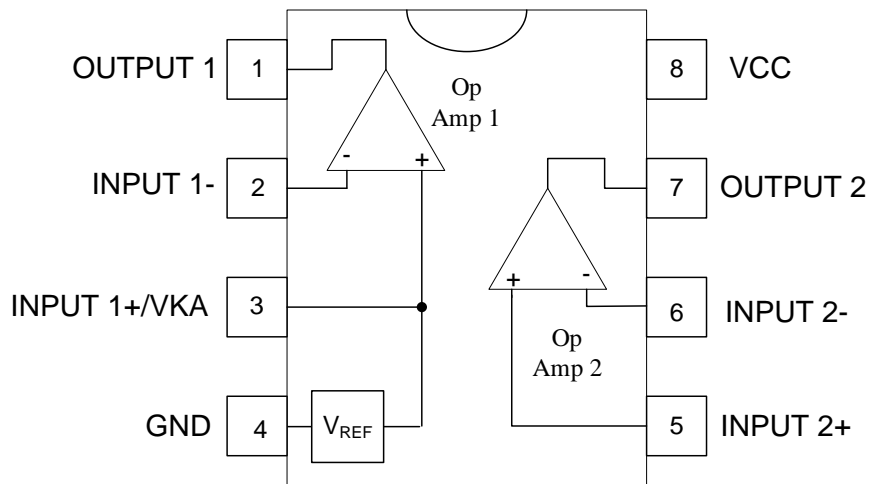 OUTPUT 1
1
8
VCC
Op
Amp 1
-
+
INPUT 1-
2
7
OUTPUT 2
INPUT 1+/VKA
3
+
-
6
INPUT 2-
Op
Amp 2
GND
4
VREF
5
INPUT 2+